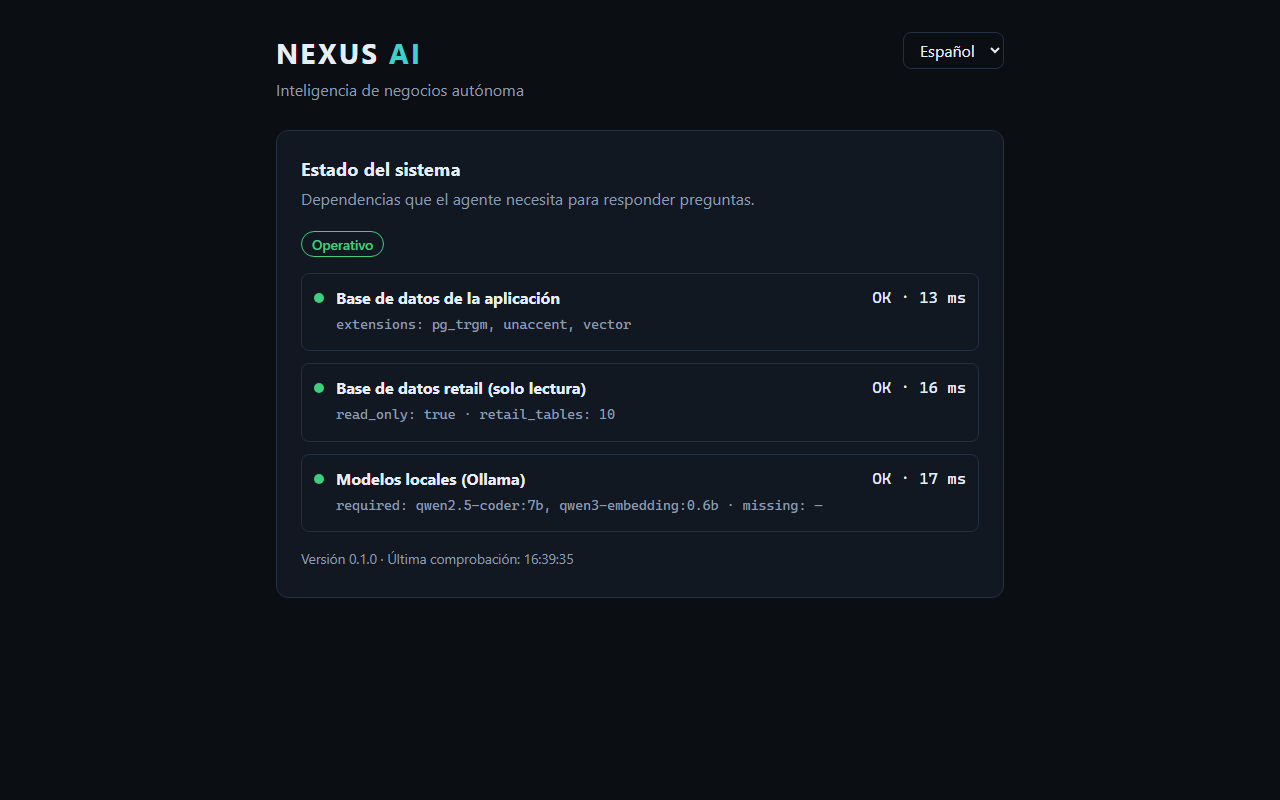 NEXUS AI
Español
Inteligencia de negocios autónoma
Estado del sistema
Dependencias que el agente necesita para responder preguntas.
Operativo
Base de datos de la aplicación
OK · 13 ms
extensions: pg_trgm, unaccent, vector
Base de datos retail (solo lectura)
OK · 16 ms
read_only: true · retail_tables: 10
Modelos locales (Ollama)
OK · 17 ms
required: qwen2.5-coder:7b, qwen3-embedding:0.6b · missing: —
Versión 0.1.0 · Última comprobación: 16:39:35